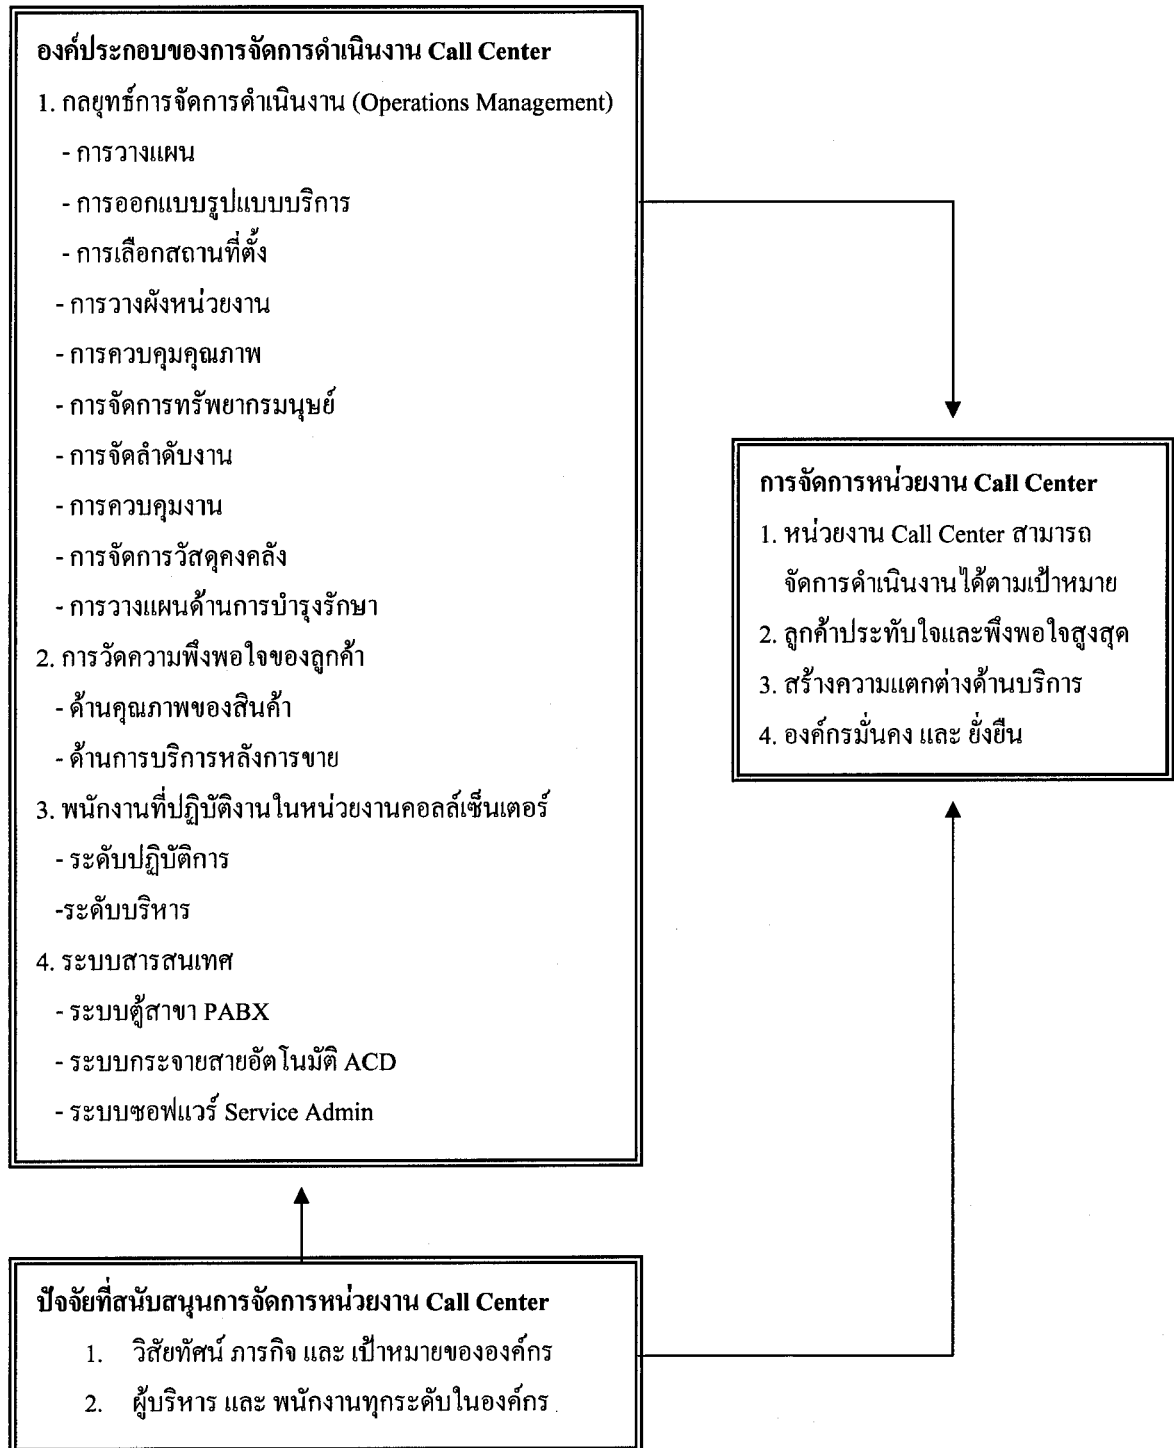 องค์ประกอบของการจัดการดำเนินงาน Call Center
1. กลยุทธ์การจัดการดำเนินงาน (Operations Management)
- การวางแผน
- การออกแบบรูปแบบบริการ
- การเลือกสถานที่ตั้ง
- การวางผังหน่วยงาน
- การควบคุมคุณภาพ
- การจัดการทรัพยากรมนุษย์
- การจัดลำดับงาน
- การควบคุมงาน
- การจัดการวัสดุคงคลัง
- การวางแผนด้านการบำรุงรักษา
2. การวัดความพึงพอใจของลูกค้า
- ด้านคุณภาพของสินค้า
- ด้านการบริการหลังการขาย
3. พนักงานที่ปฏิบัติงานในหน่วยงานคอลล์เซ็นเตอร์
- ระดับปฏิบัติการ
-ระดับบริหาร
4. ระบบสารสนเทศ
- ระบบตู้สาขา PABX
- ระบบกระจายสายอัตโนมัติ ACD
- ระบบซอฟแวร์ Service Admin
การจัดการหน่วยงาน Call Center
1. หน่วยงาน Call Center สามารถ
จัดการดำเนินงานได้ตามเป้าหมาย
2. ลูกค้าประทับใจและพึงพอใจสูงสุด
3. สร้างความแตกต่างด้านบริการ
4. องค์กรมั่นคง และ ยั่งยืน
ปัจจัยที่สนับสนุนการจัดการหน่วยงาน Call Center
1. วิสัยทัศน์ ภารกิจ และ เป้าหมายขององค์กร
2. ผู้บริหาร และ พนักงานทุกระดับในองค์กร